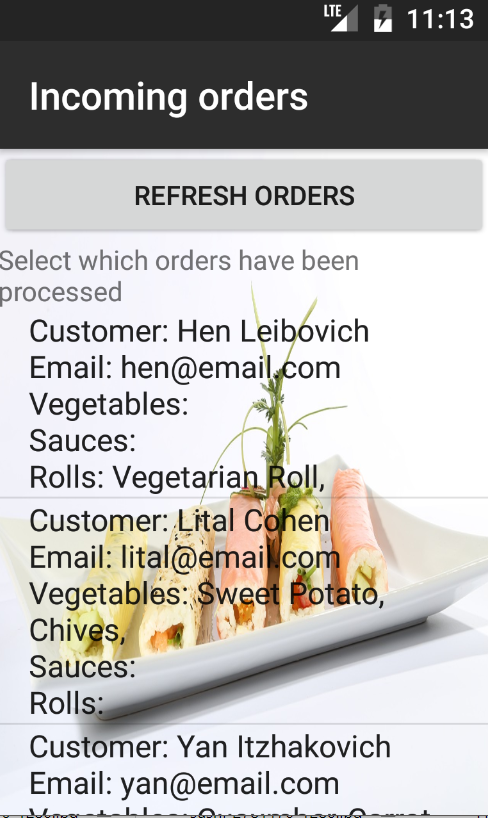 LTE 11:13
Incoming orders
REFRESH ORDERS
Select which orders have been
processed
Customer: Hen Leibovich
Email: hen@email.com
Vegetables:
Sauces:
Rolls: Vegetarian Roll,
Customer: Lital Cohen
Email: lital@email.com
Vegetables: Sweet Potato,
Chives,
Sauces:
Rolls:
Customer: Yan Itzhakovich
Email: yan@email.com